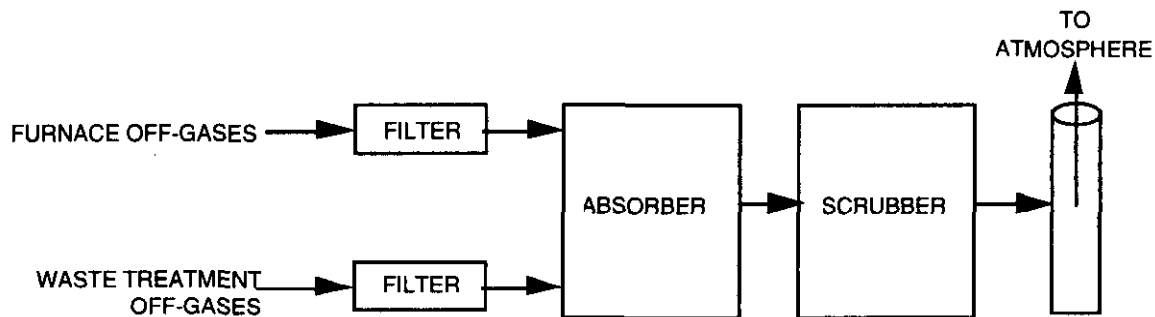 TO
ATMOSPHERE
FURNACE OFF-GASES
FILTER
ABSORBER
SCRUBBER
WASTE TREATMENT
OFF-GASES
FILTER